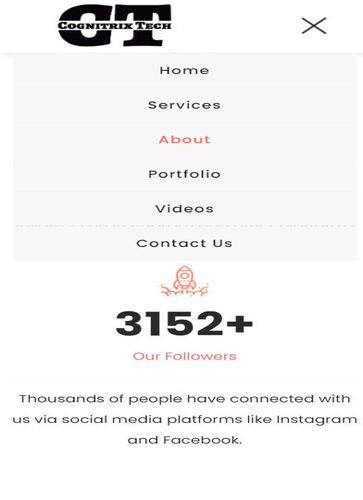 CT
Cognitrix Tech
Home
Services
About
Portfolio
Videos
Contact Us
3152+
Our Followers
Thousands of people have connected with
us via social media platforms like Instagram
and Facebook.